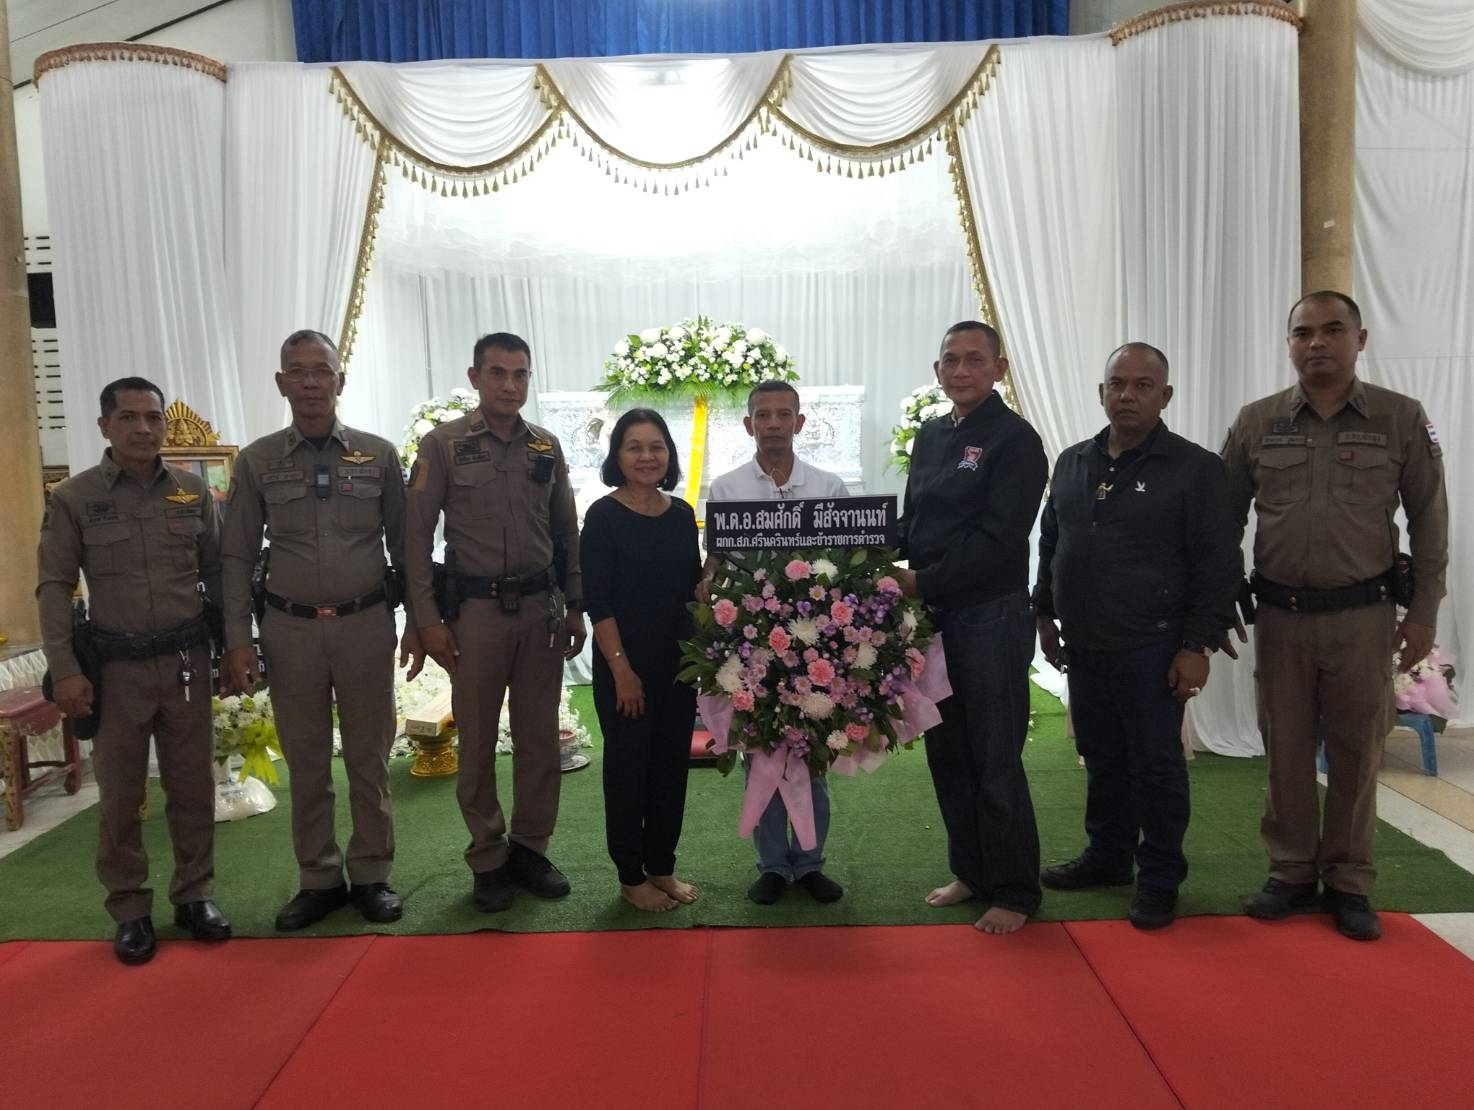 พ.ต.อ.สมศักดิ์ มีสัจจานนท์
ผกก.สภ.ศรีนครินทร์และข้าราชการตำรวจ